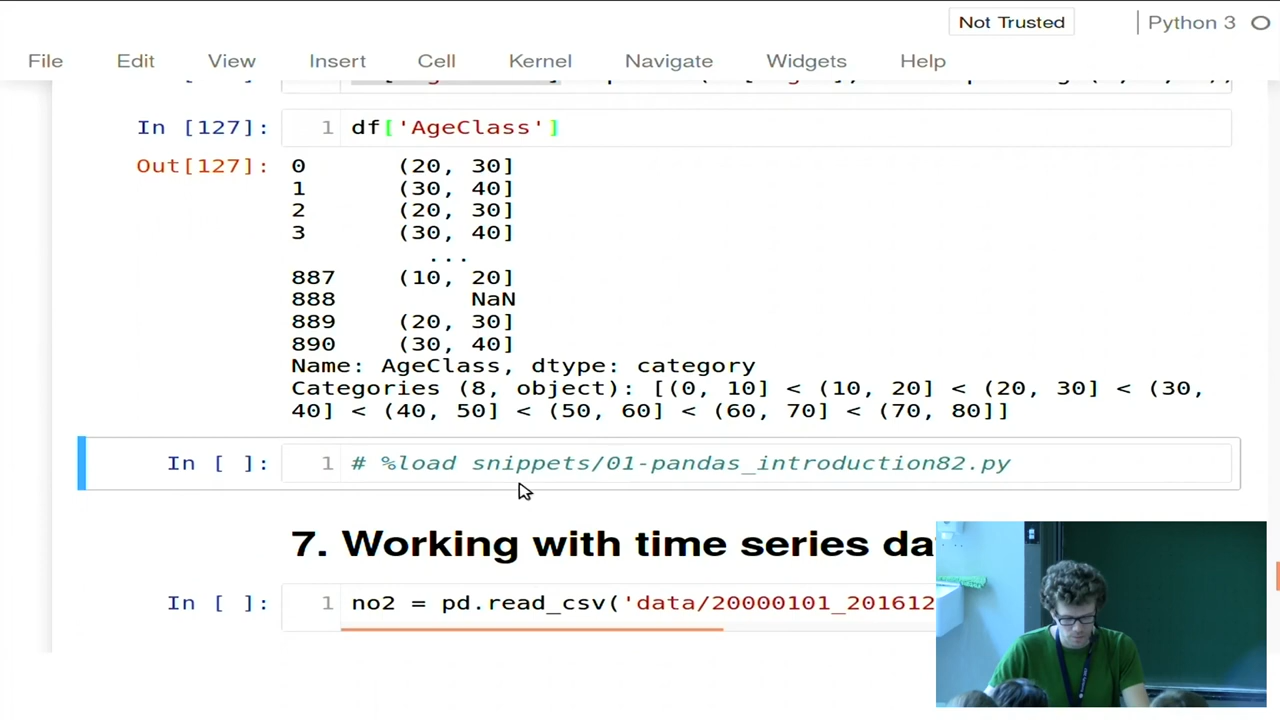 Not Trusted
Python 3
File Edit View Insert Cell Kernel Navigate Widgets Help
In [127]: 1 df['AgeClass']
Out[127]: 0 (20, 30]
1 (30, 40]
2 (20, 30]
3 (30, 40]
...
887 (10, 20]
888 NaN
889 (20, 30]
890 (30, 40]
Name: AgeClass, dtype: category
Categories (8, object): [(0, 10] < (10, 20] < (20, 30] < (30,
40] < (40, 50] < (50, 60] < (60, 70] < (70, 80]]
In [ ]: 1 # %load snippets/01-pandas_introduction82.py
7. Working with time series da
In [ ]: 1 no2 = pd.read_csv('data/20000101_201612